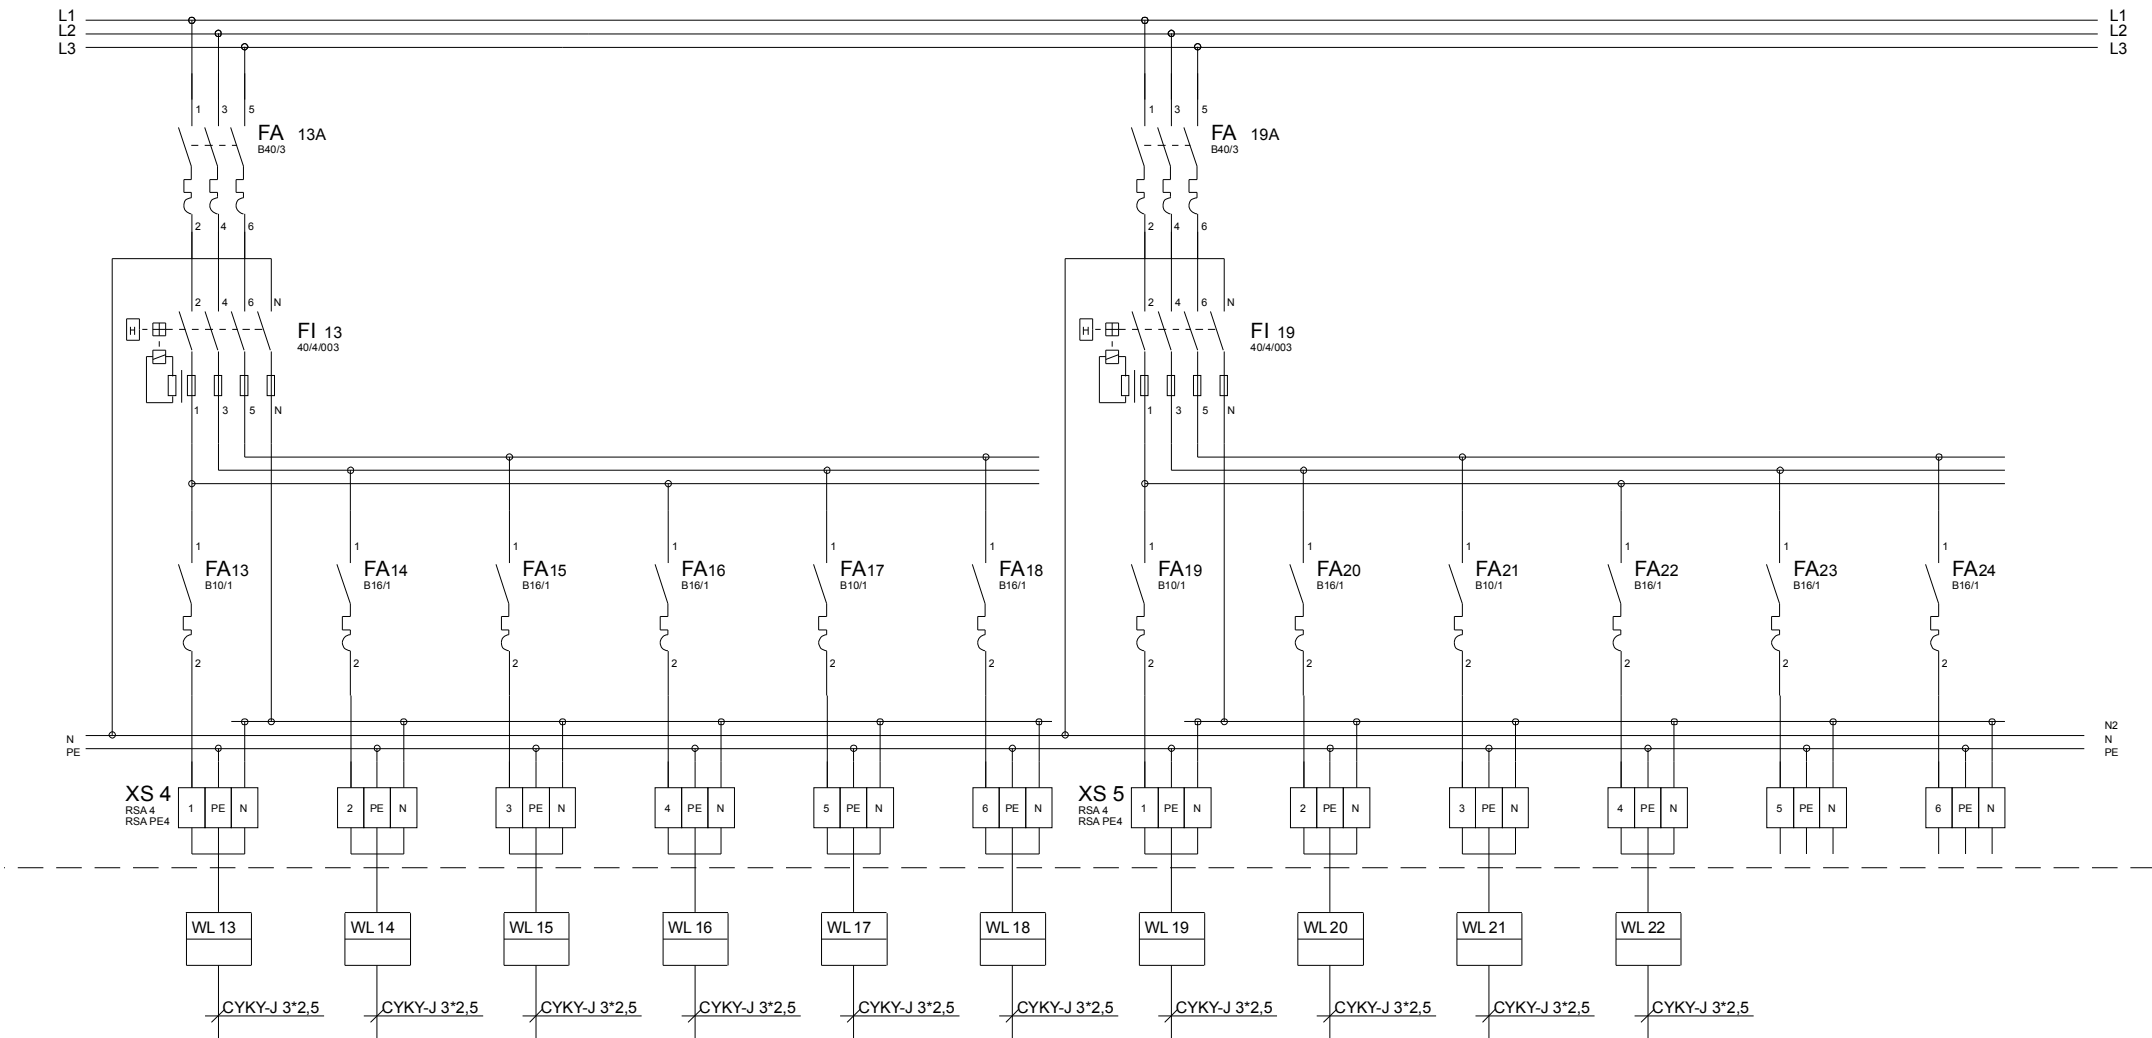 L1 L1
L2 L2
L3 L3
1 3 5 1 3 5
FA 13A FA 19A
B40/3 B40/3
2 4 6 2 4 6
2 4 6 N 2 4 6 N
H FI 13 H FI 19
40/4/003 40/4/003
1 3 5 N 1 3 5 N
1 1 1 1 1 1 1 1 1 1 1 1
FA13 FA14 FA15 FA16 FA17 FA18 FA19 FA20 FA21 FA22 FA23 FA24
B10/1 B16/1 B16/1 B16/1 B10/1 B16/1 B10/1 B16/1 B10/1 B16/1 B16/1 B16/1
2 2 2 2 2 2 2 2 2 2 2 2
N2
N N
PE PE
XS 4 XS 5
RSA 4 1 PE N 2 PE N 3 PE N 4 PE N 5 PE N 6 PE N RSA 4 1 PE N 2 PE N 3 PE N 4 PE N 5 PE N 6 PE N
RSA PE4 RSA PE4
WL 13 WL 14 WL 15 WL 16 WL 17 WL 18 WL 19 WL 20 WL 21 WL 22
CYKY-J 3*2,5 CYKY-J 3*2,5 CYKY-J 3*2,5 CYKY-J 3*2,5 CYKY-J 3*2,5 CYKY-J 3*2,5 CYKY-J 3*2,5 CYKY-J 3*2,5 CYKY-J 3*2,5 CYKY-J 3*2,5